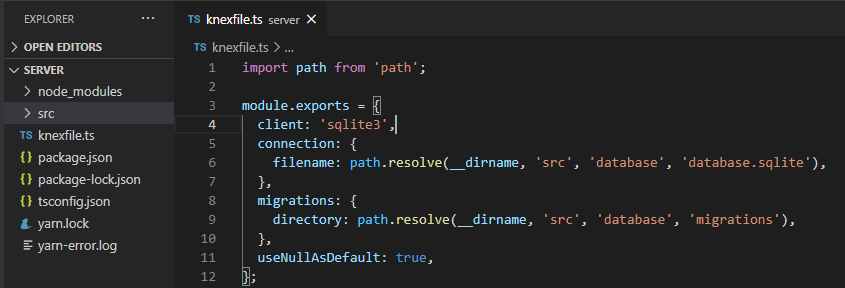 EXPLORER ...
OPEN EDITORS
SERVER
node_modules
src
TS knexfile.ts
{} package.json
{} package-lock.json
{} tsconfig.json
yarn.lock
yarn-error.log
TS knexfile.ts server ×
TS knexfile.ts > ...
1 import path from 'path';
2
3 module.exports = {
4 client: 'sqlite3',
5 connection: {
6 filename: path.resolve(__dirname, 'src', 'database', 'database.sqlite'),
7 },
8 migrations: {
9 directory: path.resolve(__dirname, 'src', 'database', 'migrations'),
10 },
11 useNullAsDefault: true,
12 };